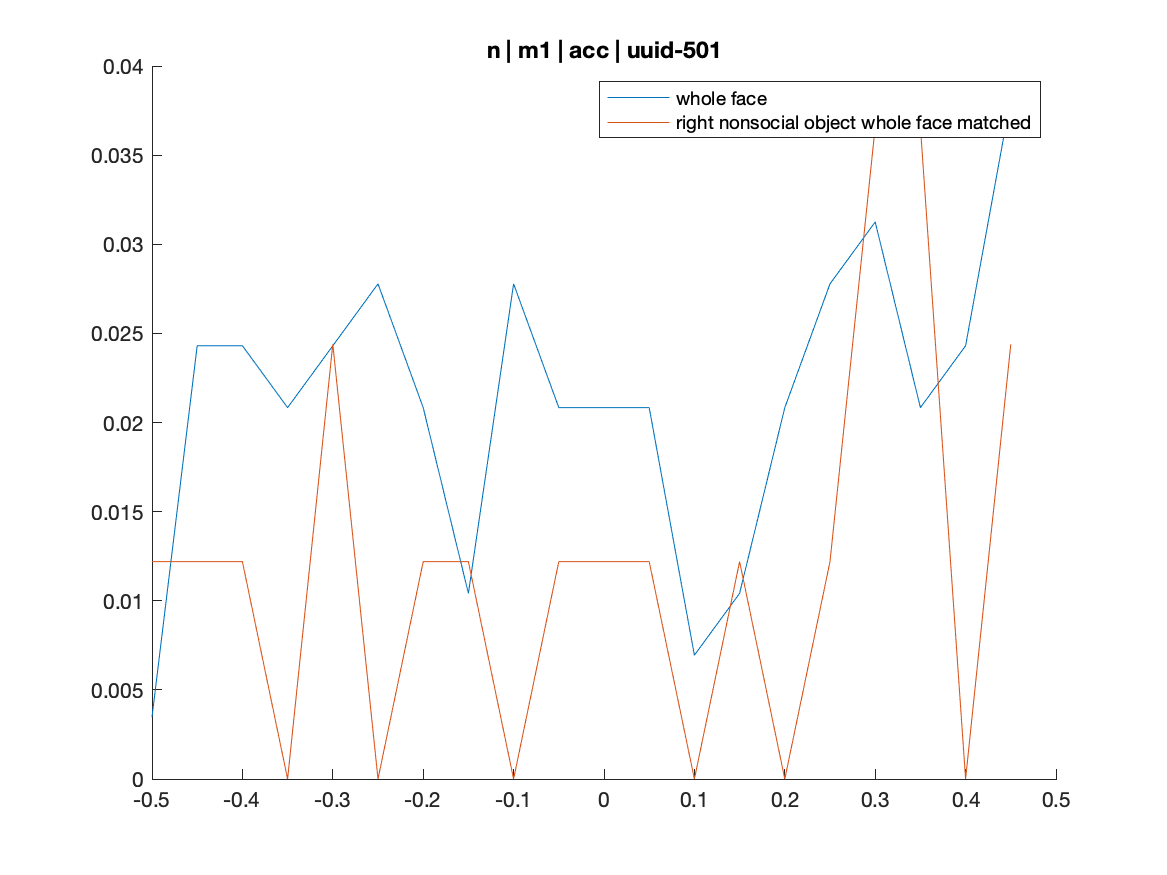 n | m1 | acc | uuid-501
0.04
whole face
right nonsocial object whole face matched
0.035
0.03
0.025
0.02
0.015
0.01
0.005
0
-0.5 -0.4 -0.3 -0.2 -0.1 0 0.1 0.2 0.3 0.4 0.5